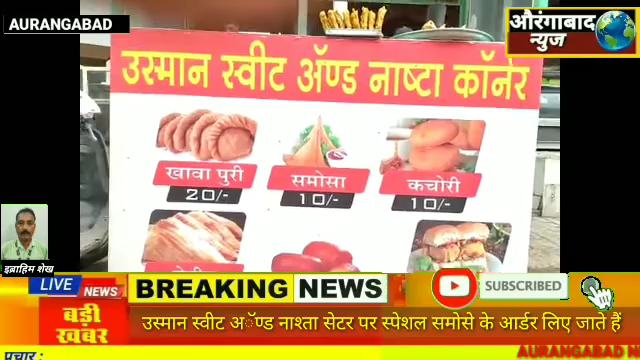 AURANGABAD
औरंगाबाद
न्युज
उस्मान स्वीट ॲण्ड नाष्टा कॉर्नर
खावा पुरी
समोसा
कचोरी
20/-
10/-
10/-
इब्राहिम शेख
LIVE NEWS
BREAKING NEWS
SUBSCRIBED
बड़ी
खबर
उस्मान स्वीट अॅण्ड नाश्ता सेटर पर स्पेशल समोसे के आर्डर लिए जाते हैं
प्रचार :
AURANGABAD N